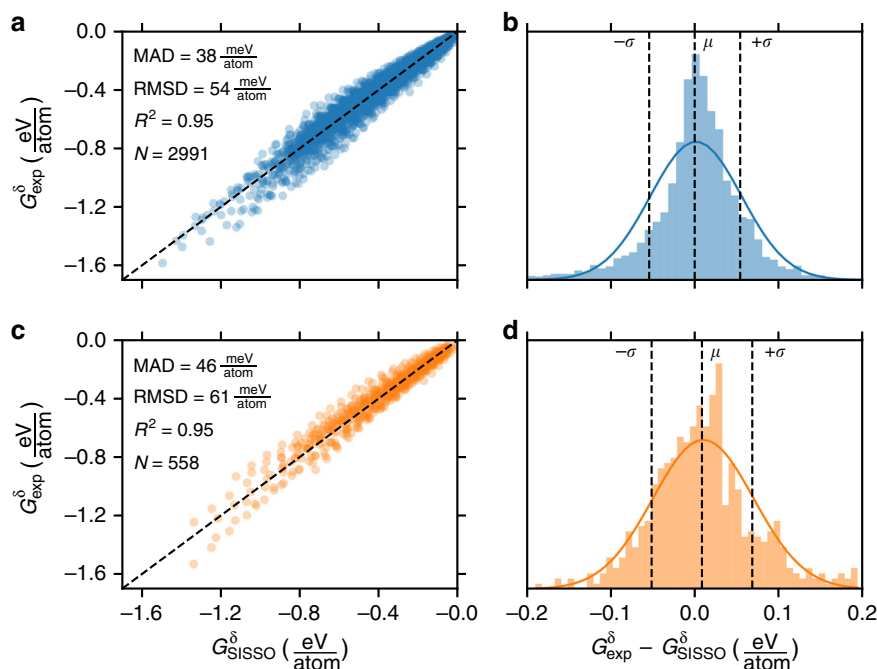 a
0.0
−0.4
−0.8
−1.2
−1.6
G^δ_exp (eV/atom)
MAD = 38 meV/atom
RMSD = 54 meV/atom
R² = 0.95
N = 2991
b
−σ μ +σ
c
0.0
−0.4
−0.8
−1.2
−1.6
G^δ_exp (eV/atom)
MAD = 46 meV/atom
RMSD = 61 meV/atom
R² = 0.95
N = 558
−1.6 −1.2 −0.8 −0.4 −0.0
G^δ_SISSO (eV/atom)
d
−σ μ +σ
−0.2 −0.1 0.0 0.1 0.2
G^δ_exp − G^δ_SISSO (eV/atom)